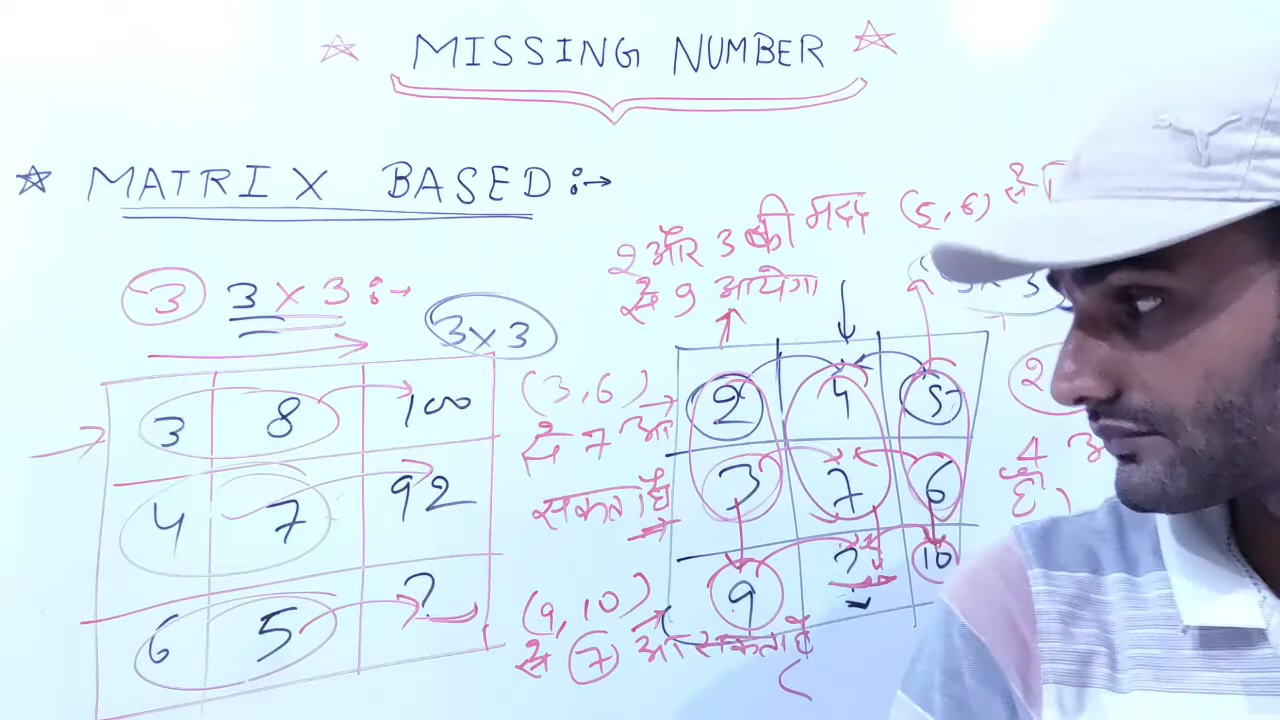 MISSING NUMBER
MATRIX BASED :→
3 3 x 3 :→
3x3
3 8 100
4 7 92
6 5 ?
2 और 3 की मदद (5, 6) से
से 9 आयेगा
(3, 6)
से 7 आ
सकता है
(9, 10)
से 7 आ सकता है
2 4 5
3 7 6
9 ? 10
2
4
है।